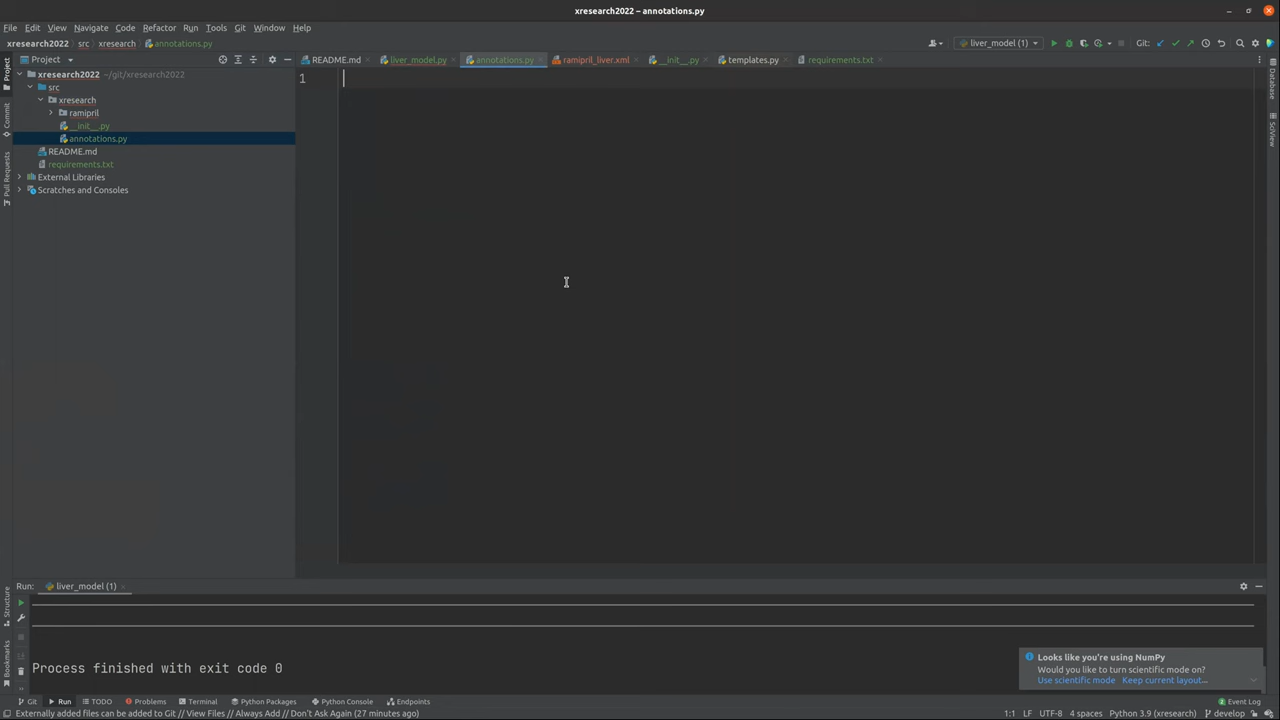 xresearch2022 – annotations.py
File Edit View Navigate Code Refactor Run Tools Git Window Help
xresearch2022 src xresearch annotations.py
liver_model (1)
Git:
Project
README.md liver_model.py annotations.py ramipril_liver.xml __init__.py templates.py requirements.txt
xresearch2022 ~/git/xresearch2022
src
xresearch
ramipril
__init__.py
annotations.py
README.md
requirements.txt
External Libraries
Scratches and Consoles
1
Project
Commit
Pull Requests
Structure
Bookmarks
Database
SciView
Run: liver_model (1)
Process finished with exit code 0
Looks like you're using NumPy
Would you like to turn scientific mode on?
Use scientific mode Keep current layout...
Git Run TODO Problems Terminal Python Packages Python Console Endpoints Event Log
Externally added files can be added to Git // View Files // Always Add // Don't Ask Again (27 minutes ago)
1:1 LF UTF-8 4 spaces Python 3.9 (xresearch) develop